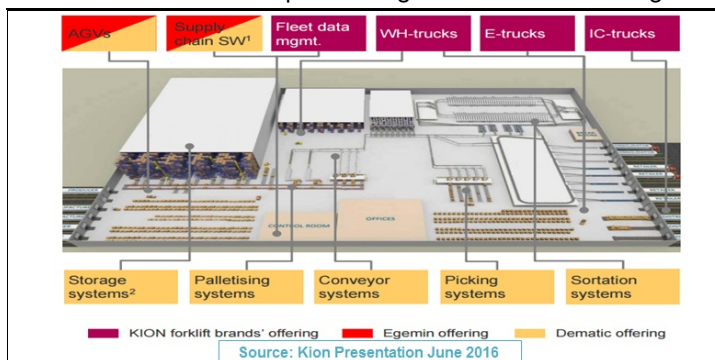 AGVs
Supply
chain SW¹
Fleet data
mgmt.
WH-trucks
E-trucks
IC-trucks
CONTROL ROOM
OFFICES
Storage
systems²
Palletising
systems
Conveyor
systems
Picking
systems
Sortation
systems
KION forklift brands' offering
Egemin offering
Dematic offering
Source: Kion Presentation June 2016